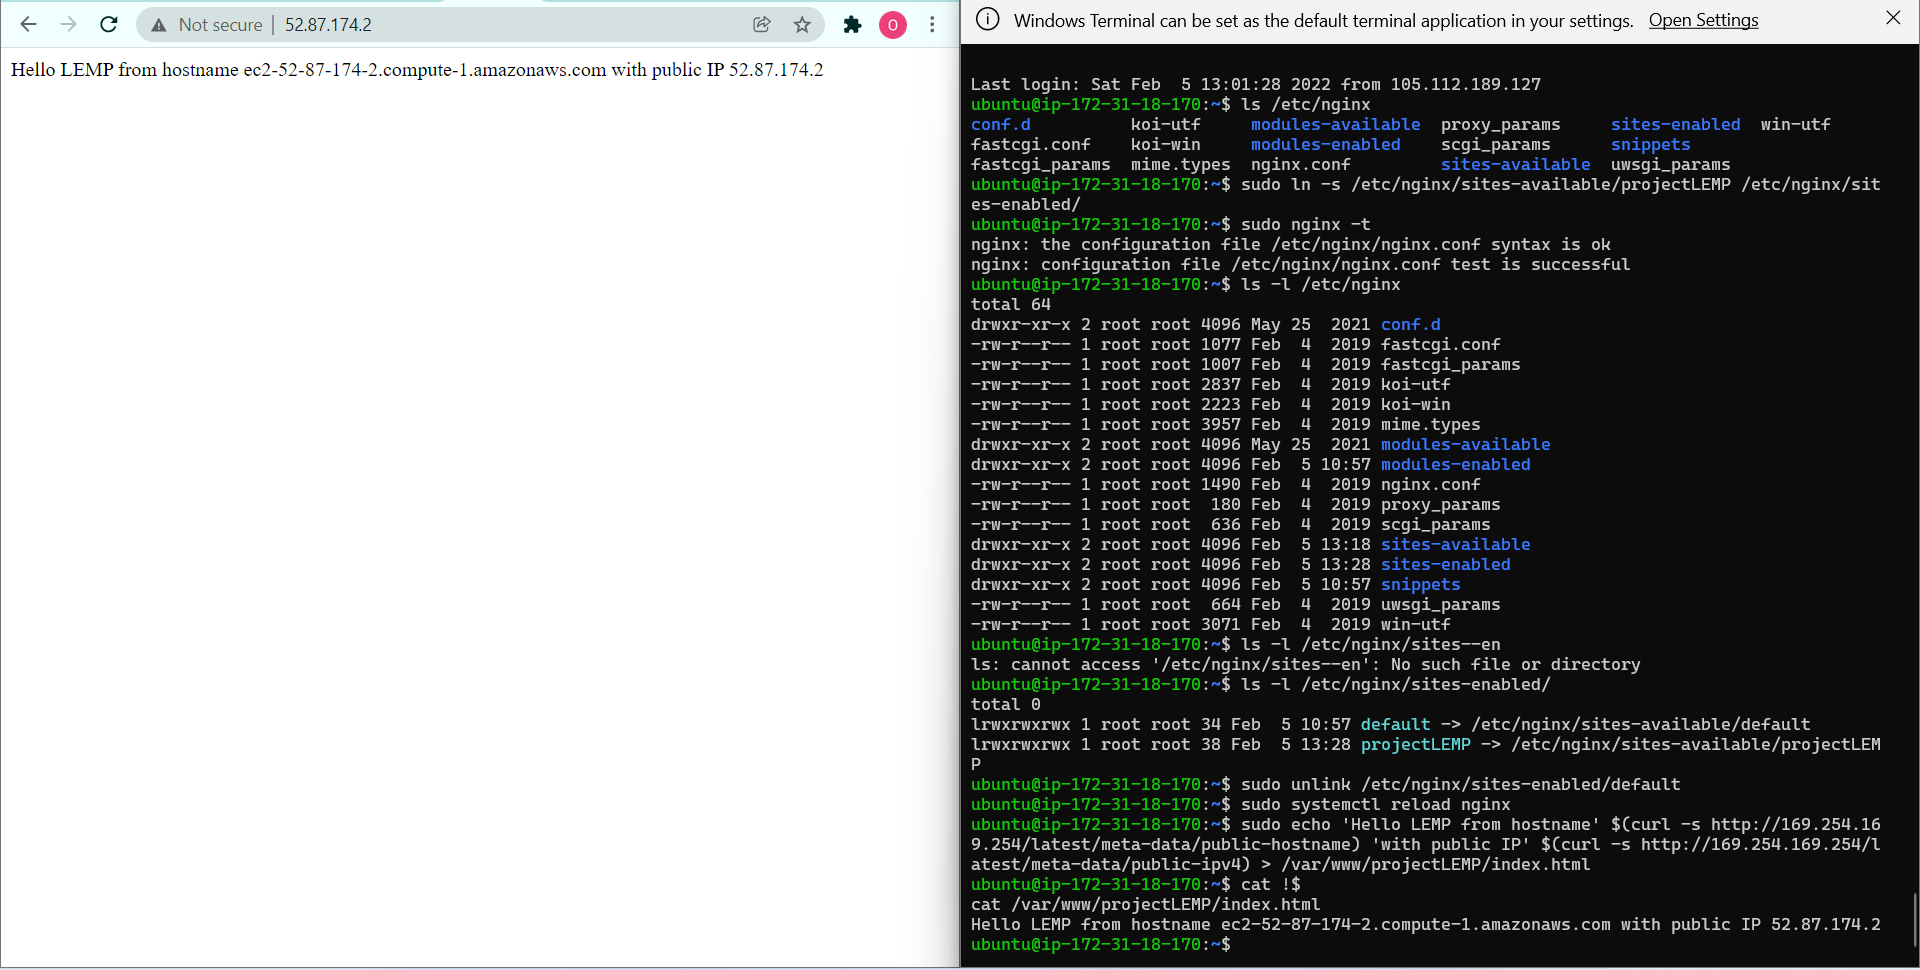 Not secure | 52.87.174.2
O
Hello LEMP from hostname ec2-52-87-174-2.compute-1.amazonaws.com with public IP 52.87.174.2
Windows Terminal can be set as the default terminal application in your settings. Open Settings
Last login: Sat Feb  5 13:01:28 2022 from 105.112.189.127
ubuntu@ip-172-31-18-170:~$ ls /etc/nginx
conf.d          koi-utf     modules-available  proxy_params     sites-enabled  win-utf
fastcgi.conf    koi-win     modules-enabled    scgi_params      snippets
fastcgi_params  mime.types  nginx.conf         sites-available  uwsgi_params
ubuntu@ip-172-31-18-170:~$ sudo ln -s /etc/nginx/sites-available/projectLEMP /etc/nginx/sit
es-enabled/
ubuntu@ip-172-31-18-170:~$ sudo nginx -t
nginx: the configuration file /etc/nginx/nginx.conf syntax is ok
nginx: configuration file /etc/nginx/nginx.conf test is successful
ubuntu@ip-172-31-18-170:~$ ls -l /etc/nginx
total 64
drwxr-xr-x 2 root root 4096 May 25  2021 conf.d
-rw-r--r-- 1 root root 1077 Feb  4  2019 fastcgi.conf
-rw-r--r-- 1 root root 1007 Feb  4  2019 fastcgi_params
-rw-r--r-- 1 root root 2837 Feb  4  2019 koi-utf
-rw-r--r-- 1 root root 2223 Feb  4  2019 koi-win
-rw-r--r-- 1 root root 3957 Feb  4  2019 mime.types
drwxr-xr-x 2 root root 4096 May 25  2021 modules-available
drwxr-xr-x 2 root root 4096 Feb  5 10:57 modules-enabled
-rw-r--r-- 1 root root 1490 Feb  4  2019 nginx.conf
-rw-r--r-- 1 root root  180 Feb  4  2019 proxy_params
-rw-r--r-- 1 root root  636 Feb  4  2019 scgi_params
drwxr-xr-x 2 root root 4096 Feb  5 13:18 sites-available
drwxr-xr-x 2 root root 4096 Feb  5 13:28 sites-enabled
drwxr-xr-x 2 root root 4096 Feb  5 10:57 snippets
-rw-r--r-- 1 root root  664 Feb  4  2019 uwsgi_params
-rw-r--r-- 1 root root 3071 Feb  4  2019 win-utf
ubuntu@ip-172-31-18-170:~$ ls -l /etc/nginx/sites--en
ls: cannot access '/etc/nginx/sites--en': No such file or directory
ubuntu@ip-172-31-18-170:~$ ls -l /etc/nginx/sites-enabled/
total 0
lrwxrwxrwx 1 root root 34 Feb  5 10:57 default -> /etc/nginx/sites-available/default
lrwxrwxrwx 1 root root 38 Feb  5 13:28 projectLEMP -> /etc/nginx/sites-available/projectLEM
P
ubuntu@ip-172-31-18-170:~$ sudo unlink /etc/nginx/sites-enabled/default
ubuntu@ip-172-31-18-170:~$ sudo systemctl reload nginx
ubuntu@ip-172-31-18-170:~$ sudo echo 'Hello LEMP from hostname' $(curl -s http://169.254.16
9.254/latest/meta-data/public-hostname) 'with public IP' $(curl -s http://169.254.169.254/l
atest/meta-data/public-ipv4) > /var/www/projectLEMP/index.html
ubuntu@ip-172-31-18-170:~$ cat !$
cat /var/www/projectLEMP/index.html
Hello LEMP from hostname ec2-52-87-174-2.compute-1.amazonaws.com with public IP 52.87.174.2
ubuntu@ip-172-31-18-170:~$